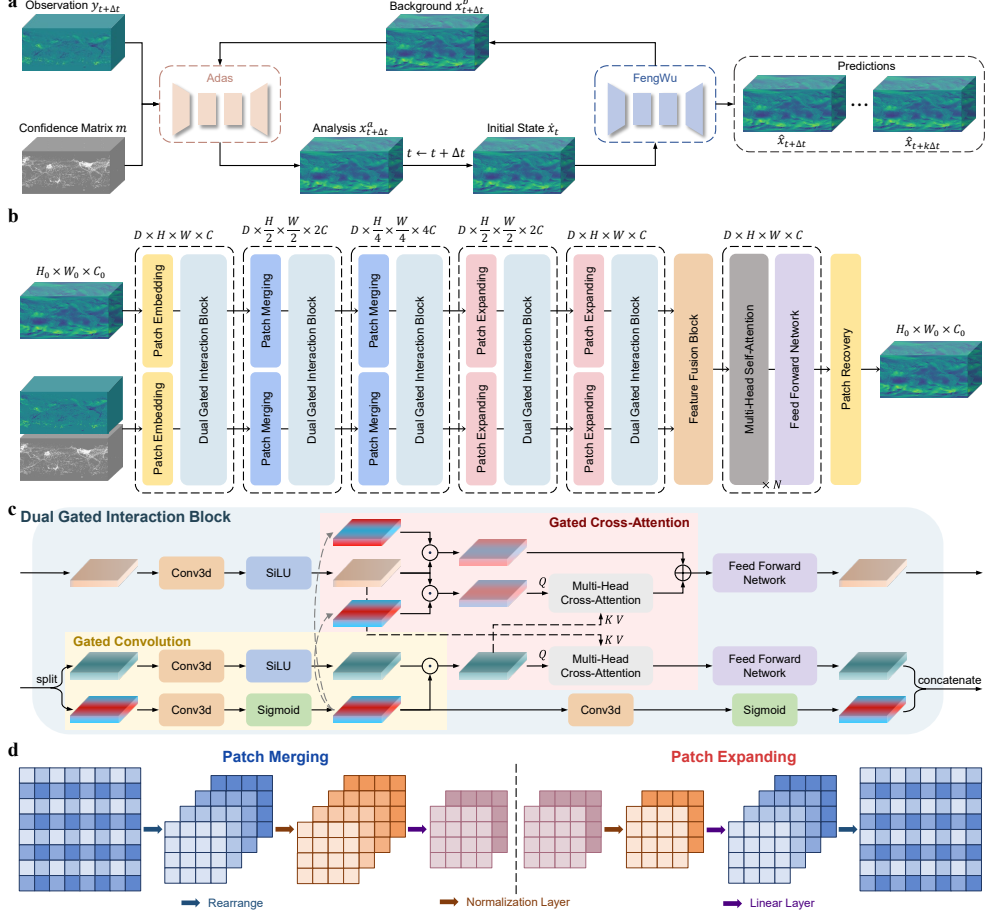 a
Observation y_{t+Δt}
Background x^b_{t+Δt}
Adas
FengWu
Predictions
Confidence Matrix m
Analysis x^a_{t+Δt}
t ← t + Δt
Initial State ẋ_t
x̂_{t+Δt}
...
x̂_{t+kΔt}
b
D × H × W × C
D × H/2 × W/2 × 2C
D × H/4 × W/4 × 4C
D × H/2 × W/2 × 2C
D × H × W × C
D × H × W × C
H_0 × W_0 × C_0
Patch Embedding
Patch Embedding
Dual Gated Interaction Block
Patch Merging
Patch Merging
Dual Gated Interaction Block
Patch Merging
Patch Merging
Dual Gated Interaction Block
Patch Expanding
Patch Expanding
Dual Gated Interaction Block
Patch Expanding
Patch Expanding
Dual Gated Interaction Block
Feature Fusion Block
Multi-Head Self-Attention
Feed Forward Network
× N
Patch Recovery
H_0 × W_0 × C_0
c
Dual Gated Interaction Block
Gated Cross-Attention
Conv3d
SiLU
Q
Multi-Head
Cross-Attention
Feed Forward
Network
K V
K V
Gated Convolution
split
Conv3d
SiLU
Q
Multi-Head
Cross-Attention
Feed Forward
Network
concatenate
Conv3d
Sigmoid
Conv3d
Sigmoid
d
Patch Merging
Patch Expanding
Rearrange
Normalization Layer
Linear Layer